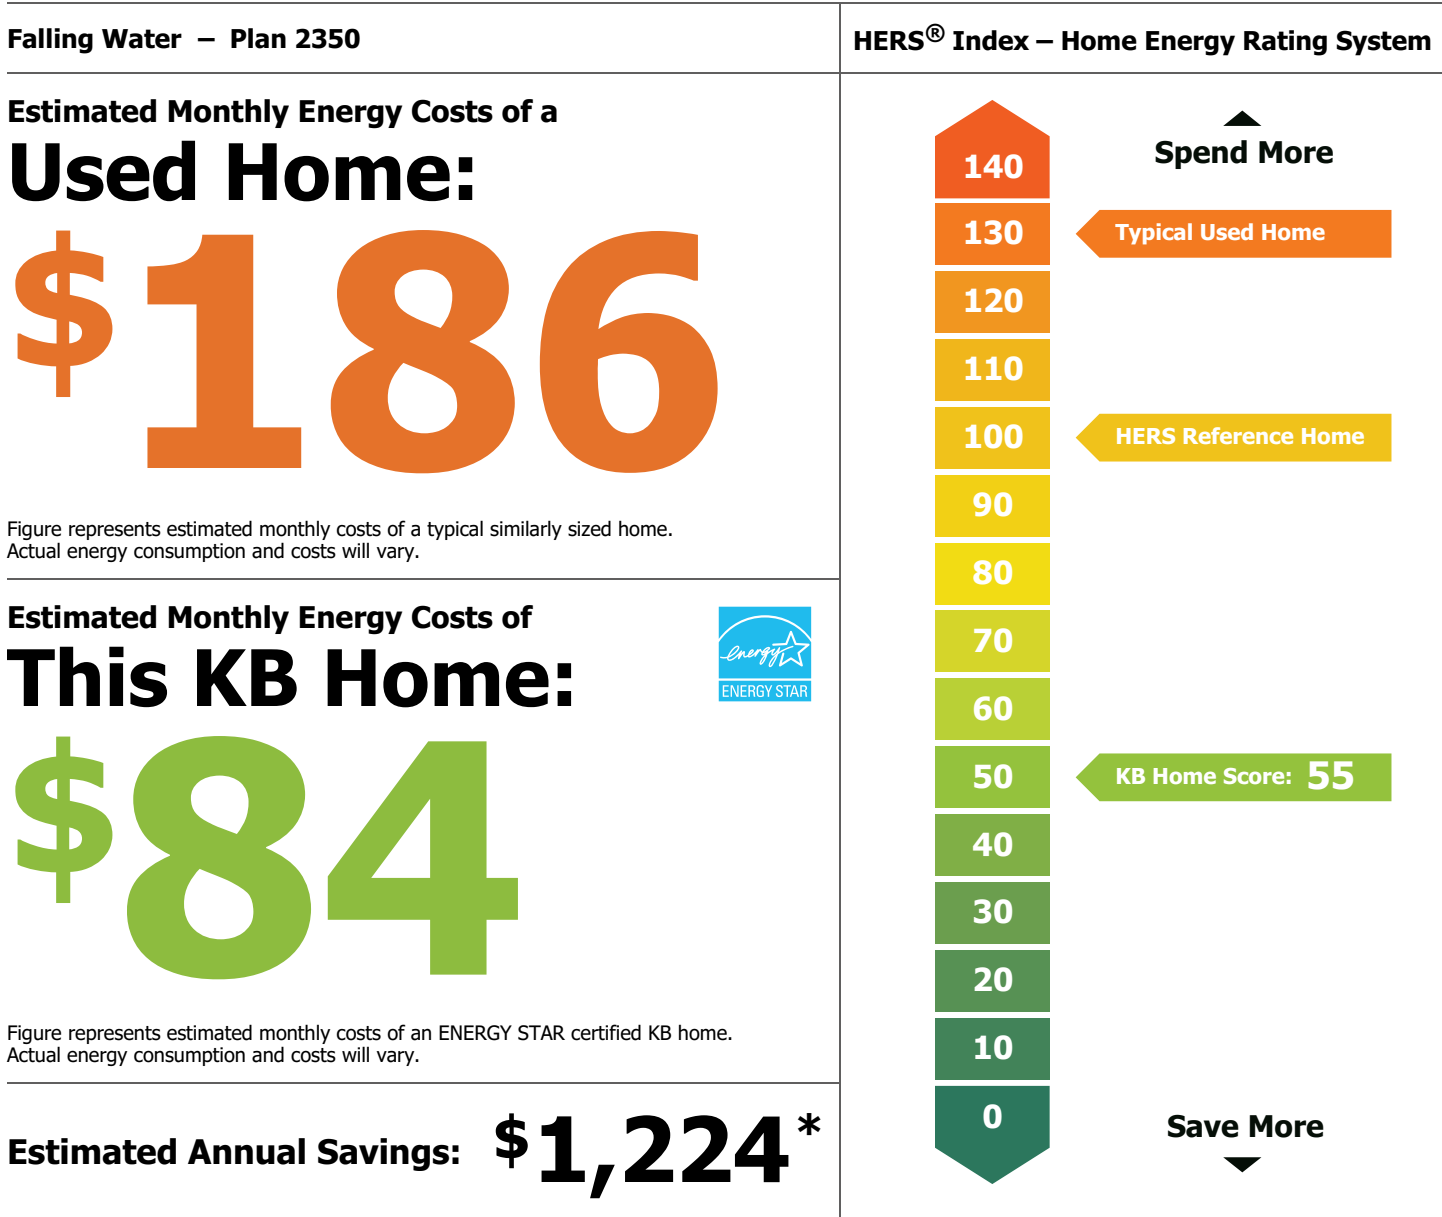 Falling Water – Plan 2350
Estimated Monthly Energy Costs of a
Used Home:
$186
Figure represents estimated monthly costs of a typical similarly sized home.
Actual energy consumption and costs will vary.
Estimated Monthly Energy Costs of
This KB Home:
energy
ENERGY STAR
$84
Figure represents estimated monthly costs of an ENERGY STAR certified KB home.
Actual energy consumption and costs will vary.
Estimated Annual Savings: $1,224*
HERS® Index – Home Energy Rating System
Spend More
140
130 Typical Used Home
120
110
100 HERS Reference Home
90
80
70
60
50 KB Home Score: 55
40
30
20
10
0
Save More